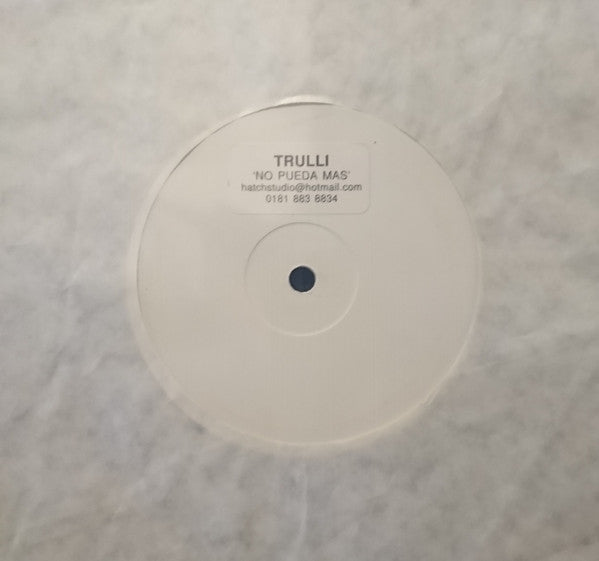 TRULLI
'NO PUEDA MAS'
hatchstudio@hotmail.com
0181 883 8834